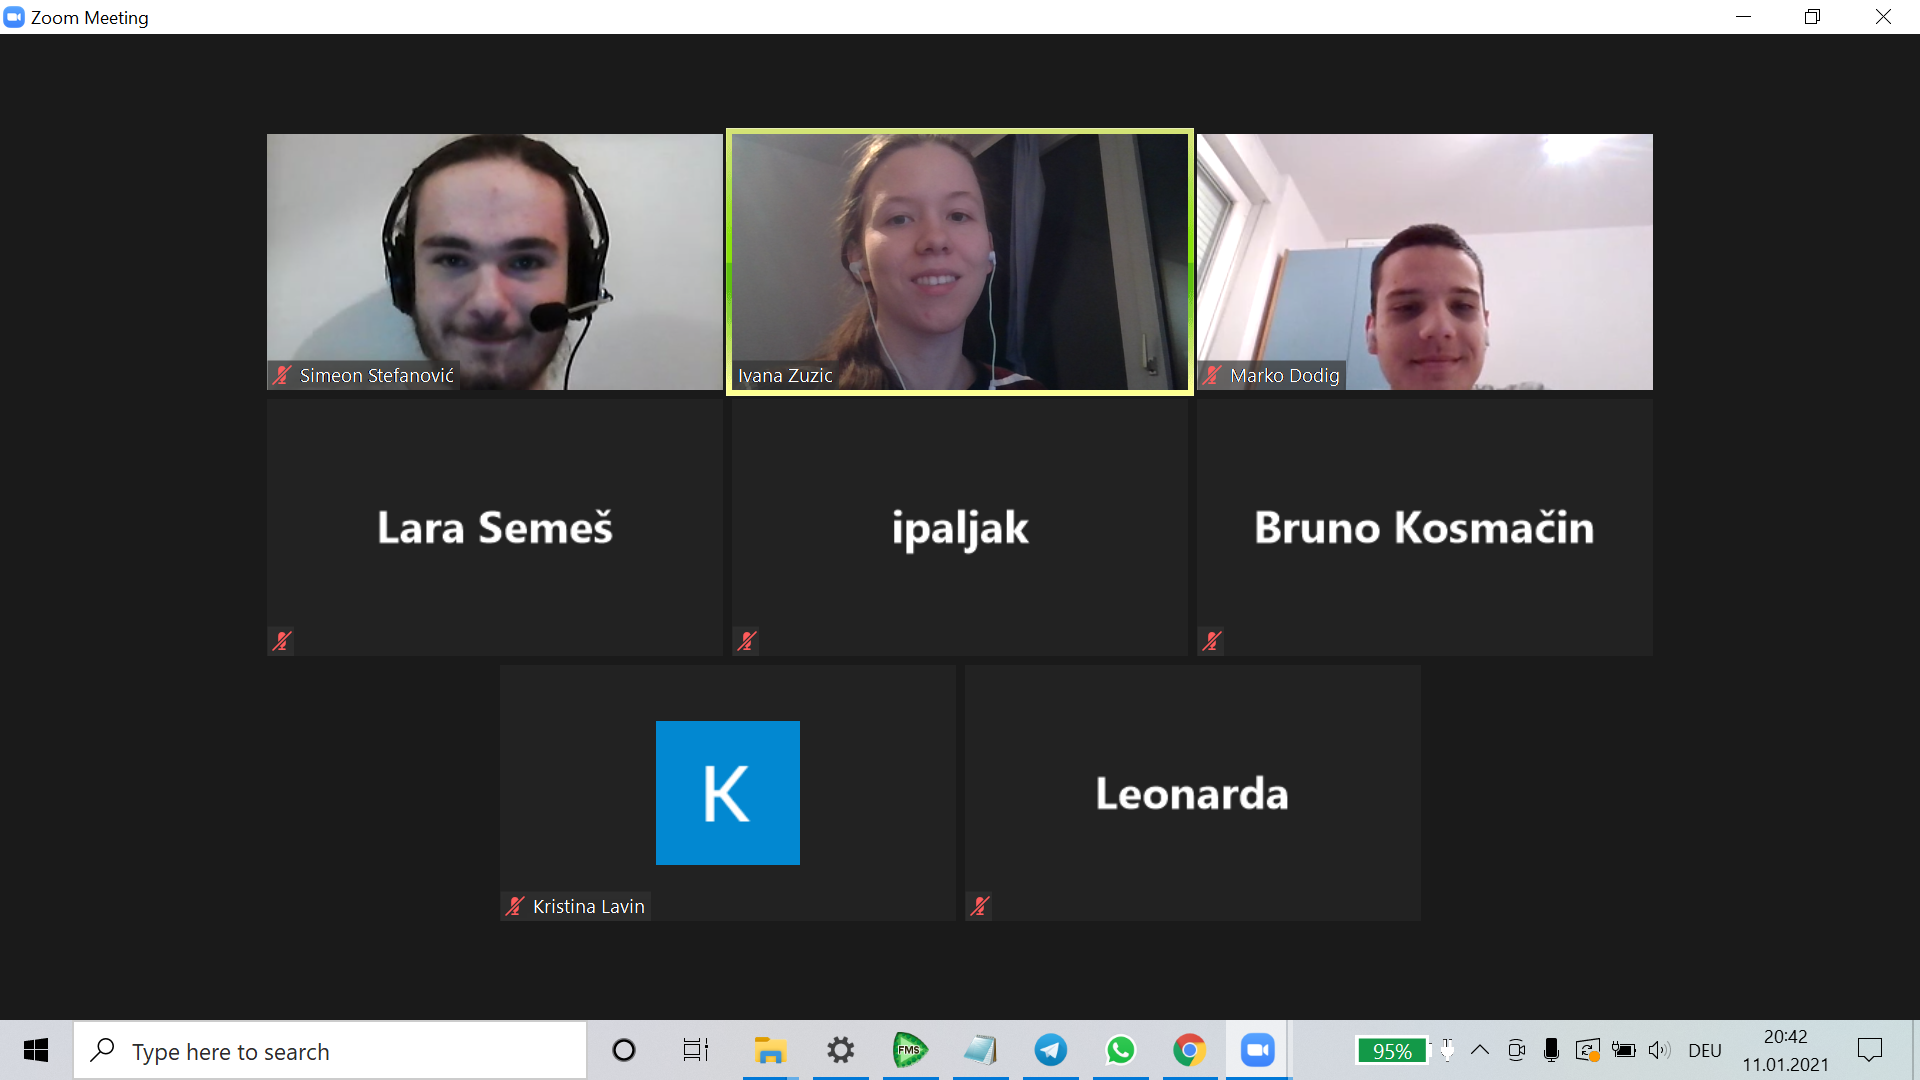 Zoom Meeting
Simeon Stefanović
Ivana Zuzic
Marko Dodig
Lara Semeš
ipaljak
Bruno Kosmačin
K
Kristina Lavin
Leonarda
Type here to search
FMS
95%
DEU
20:42
11.01.2021